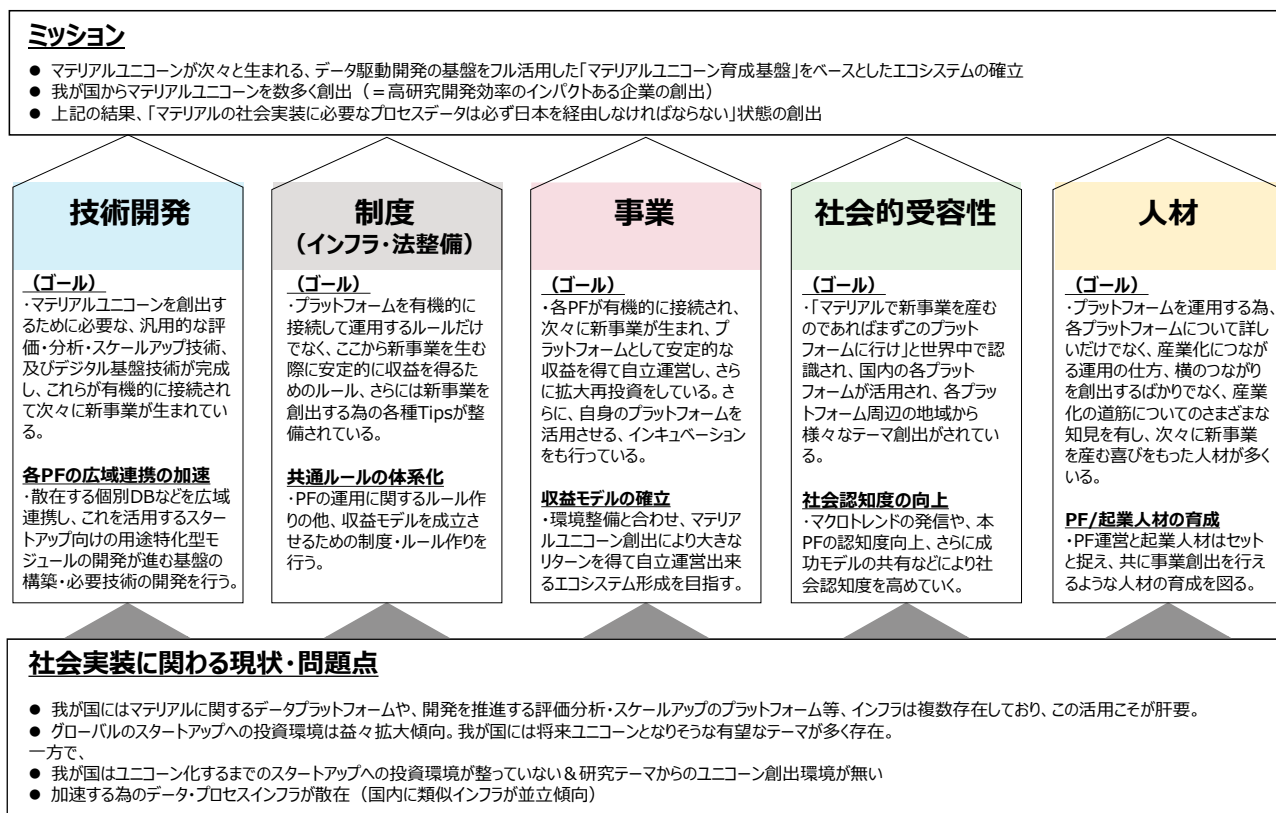 ミッション
● マテリアルユニコーンが次々と生まれる、データ駆動開発の基盤をフル活用した「マテリアルユニコーン育成基盤」をベースとしたエコシステムの確立
● 我が国からマテリアルユニコーンを数多く創出（＝高研究開発効率のインパクトある企業の創出）
● 上記の結果、「マテリアルの社会実装に必要なプロセスデータは必ず日本を経由しなければならない」状態の創出
技術開発
（ゴール）
・マテリアルユニコーンを創出す
るために必要な、汎用的な評
価・分析・スケールアップ技術、
及びデジタル基盤技術が完成
し、これらが有機的に接続され
て次々に新事業が生まれてい
る。
各PFの広域連携の加速
・散在する個別DBなどを広域
連携し、これを活用するスター
トアップ向けの用途特化型モ
ジュールの開発が進む基盤の
構築・必要技術の開発を行う。
制度
（インフラ・法整備）
（ゴール）
・プラットフォームを有機的に
接続して運用するルールだけ
でなく、ここから新事業を生む
際に安定的に収益を得るた
めのルール、さらには新事業を
創出する為の各種Tipsが整
備されている。
共通ルールの体系化
・PFの運用に関するルール作
りの他、収益モデルを成立さ
せるための制度・ルール作りを
行う。
事業
（ゴール）
・各PFが有機的に接続され、
次々に新事業が生まれ、プ
ラットフォームとして安定的な
収益を得て自立運営し、さら
に拡大再投資をしている。さ
らに、自身のプラットフォームを
活用させる、インキュベーション
をも行っている。
収益モデルの確立
・環境整備と合わせ、マテリア
ルユニコーン創出により大きな
リターンを得て自立運営出来
るエコシステム形成を目指す。
社会的受容性
（ゴール）
・「マテリアルで新事業を産む
のであればまずこのプラット
フォームに行け」と世界中で認
識され、国内の各プラット
フォームが活用され、各プラッ
トフォーム周辺の地域から
様々なテーマ創出がされてい
る。
社会認知度の向上
・マクロトレンドの発信や、本
PFの認知度向上、さらに成
功モデルの共有などにより社
会認知度を高めていく。
人材
（ゴール）
・プラットフォームを運用する為、
各プラットフォームについて詳し
いだけでなく、産業化につなが
る運用の仕方、横のつながり
を創出するばかりでなく、産業
化の道筋についてのさまざまな
知見を有し、次々に新事業
を産む喜びをもった人材が多く
いる。
PF/起業人材の育成
・PF運営と起業人材はセット
と捉え、共に事業創出を行え
るような人材の育成を図る。
社会実装に関わる現状・問題点
● 我が国にはマテリアルに関するデータプラットフォームや、開発を推進する評価分析・スケールアップのプラットフォーム等、インフラは複数存在しており、この活用こそが肝要。
● グローバルのスタートアップへの投資環境は益々拡大傾向。我が国には将来ユニコーンとなりそうな有望なテーマが多く存在。
一方で、
● 我が国はユニコーン化するまでのスタートアップへの投資環境が整っていない＆研究テーマからのユニコーン創出環境が無い
● 加速する為のデータ・プロセスインフラが散在（国内に類似インフラが並立傾向）